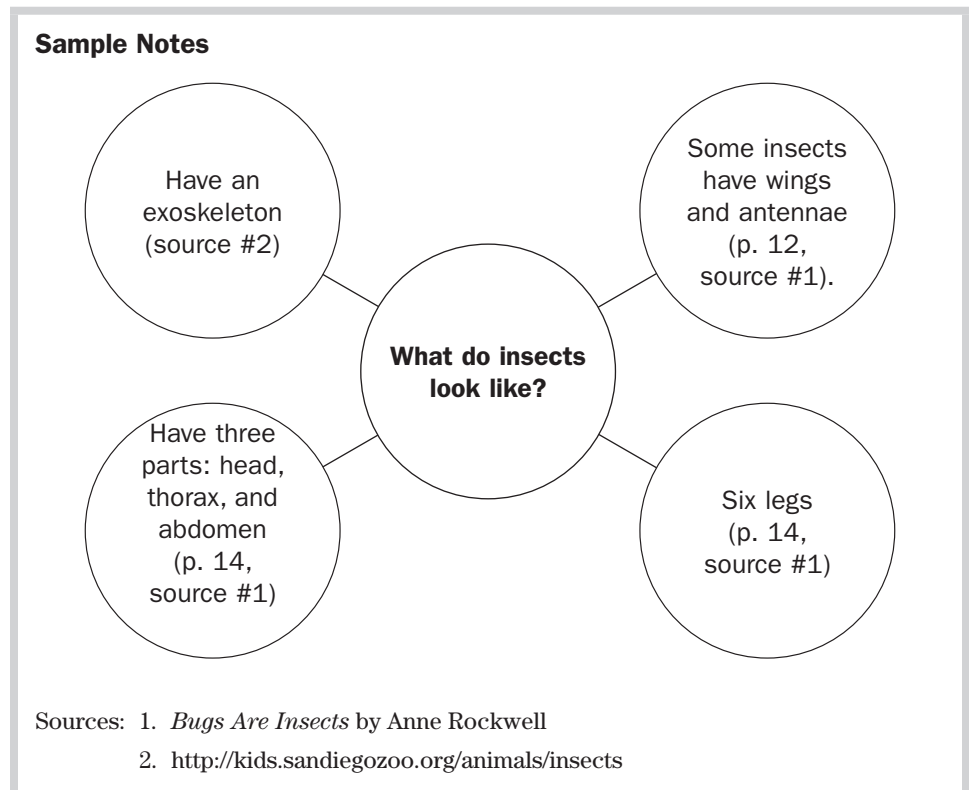 Sample Notes
Have an
exoskeleton
(source #2)
Some insects
have wings
and antennae
(p. 12,
source #1).
What do insects
look like?
Have three
parts: head,
thorax, and
abdomen
(p. 14,
source #1)
Six legs
(p. 14,
source #1)
Sources: 1. Bugs Are Insects by Anne Rockwell
2. http://kids.sandiegozoo.org/animals/insects